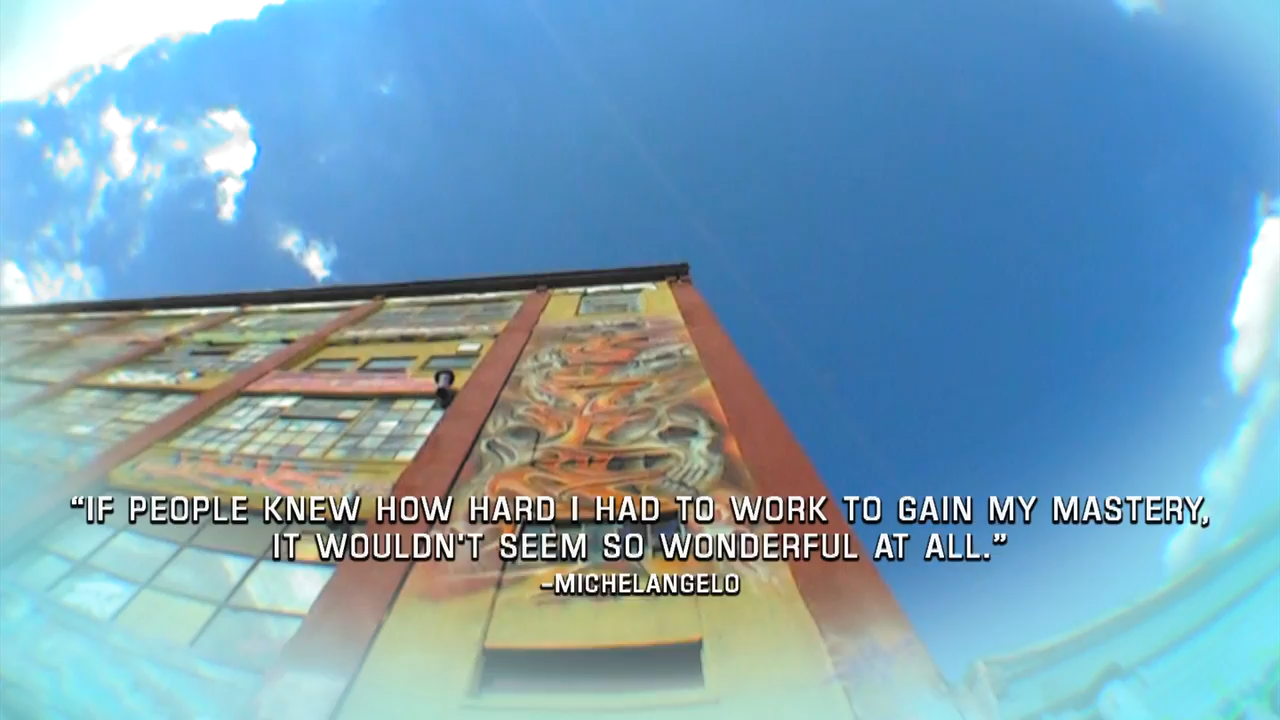 “IF PEOPLE KNEW HOW HARD I HAD TO WORK TO GAIN MY MASTERY,
IT WOULDN'T SEEM SO WONDERFUL AT ALL.”
–MICHELANGELO